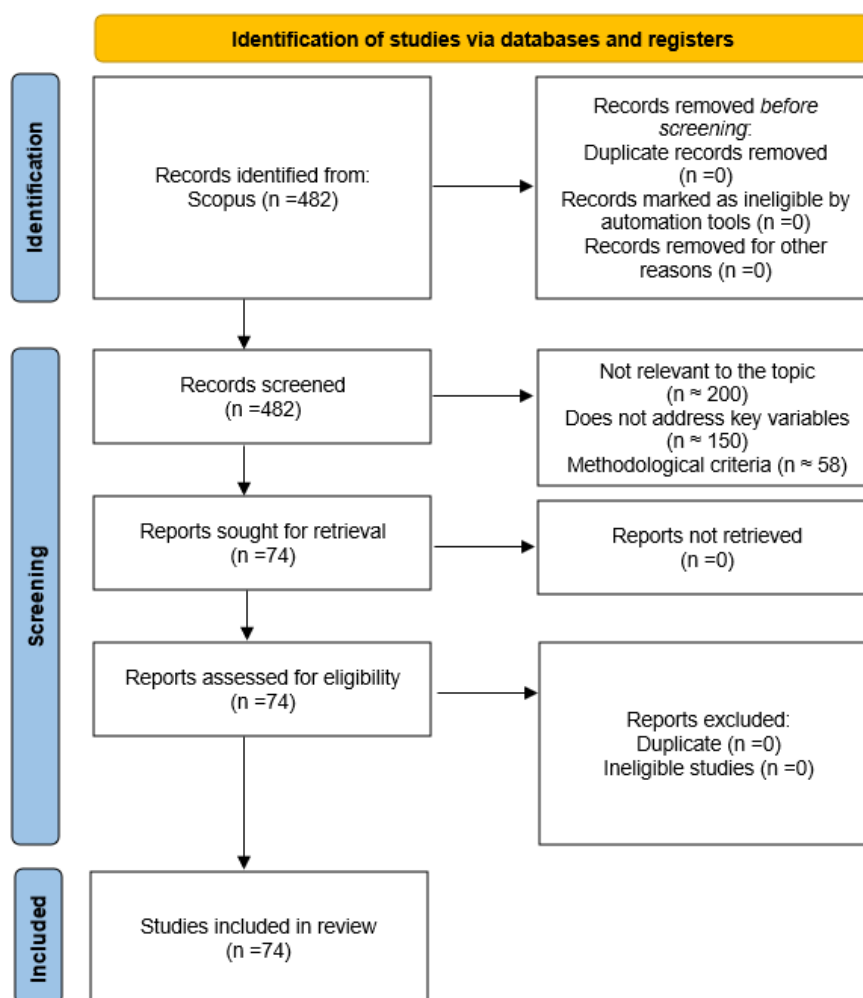 Identification of studies via databases and registers
Identification
Records identified from:
Scopus (n =482)
Records removed before
screening:
Duplicate records removed
(n =0)
Records marked as ineligible by
automation tools (n =0)
Records removed for other
reasons (n =0)
Screening
Records screened
(n =482)
Not relevant to the topic
(n ≈ 200)
Does not address key variables
(n ≈ 150)
Methodological criteria (n ≈ 58)
Reports sought for retrieval
(n =74)
Reports not retrieved
(n =0)
Reports assessed for eligibility
(n =74)
Reports excluded:
Duplicate (n =0)
Ineligible studies (n =0)
Included
Studies included in review
(n =74)